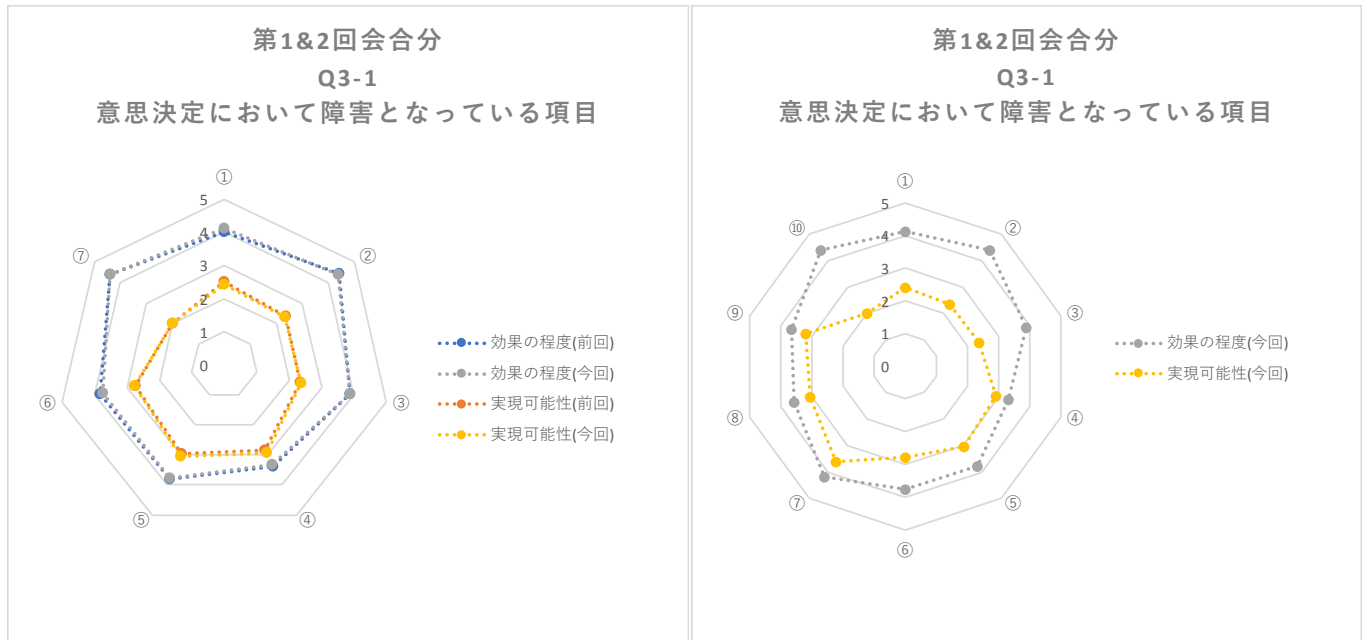 第1&2回会合分
Q3-1
意思決定において障害となっている項目
①
②
③
④
⑤
⑥
⑦
5
4
3
2
1
0
効果の程度(前回)
効果の程度(今回)
実現可能性(前回)
実現可能性(今回)
第1&2回会合分
Q3-1
意思決定において障害となっている項目
①
②
③
④
⑤
⑥
⑦
⑧
⑨
⑩
5
4
3
2
1
0
効果の程度(今回)
実現可能性(今回)